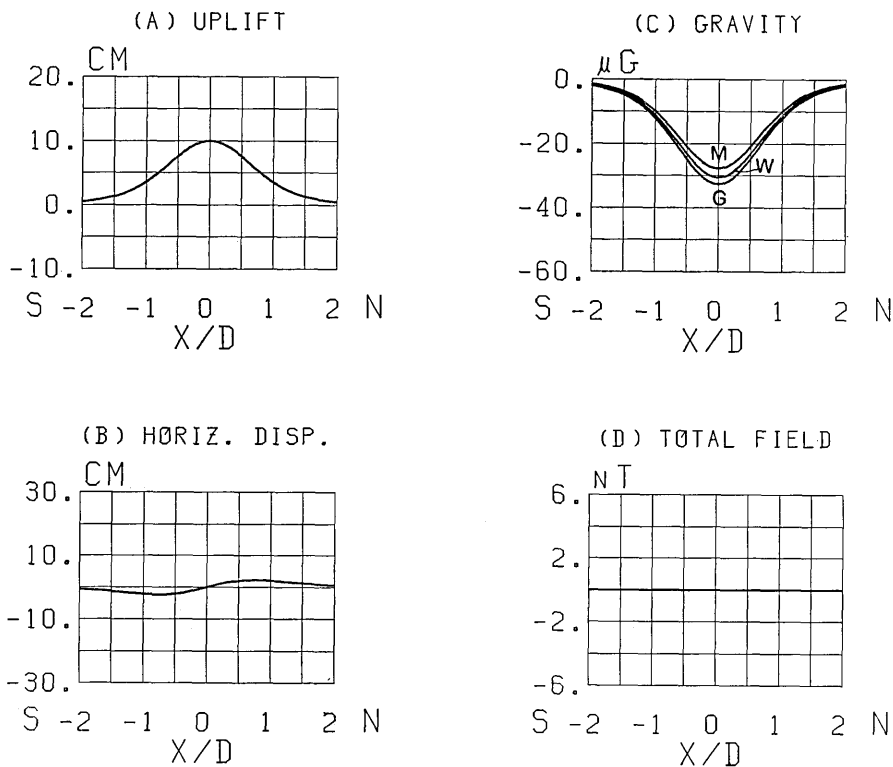 (A) UPLIFT
CM
20.
10.
0.
-10.
S -2 -1 0 1 2 N
X/D
(C) GRAVITY
μG
0.
-20.
-40.
-60.
M
W
G
S -2 -1 0 1 2 N
X/D
(B) HØRIZ. DISP.
CM
30.
10.
-10.
-30.
S -2 -1 0 1 2 N
X/D
(D) TØTAL FIELD
nT
6.
2.
-2.
-6.
S -2 -1 0 1 2 N
X/D